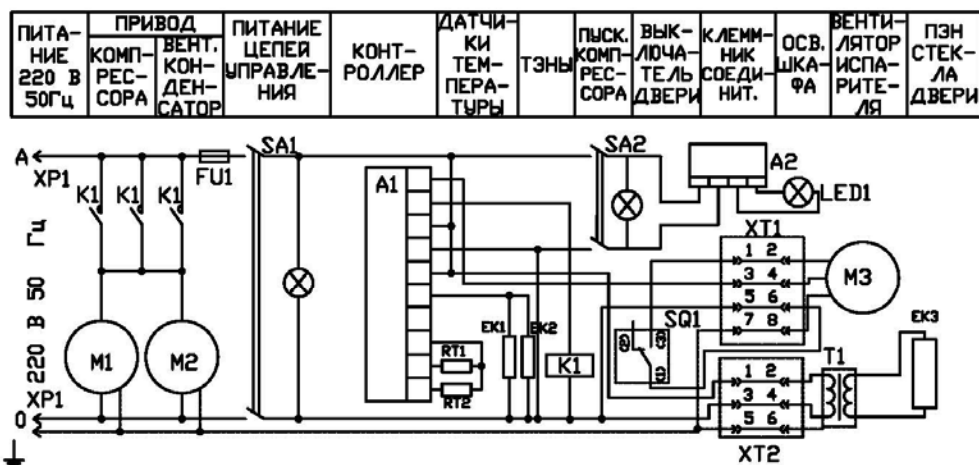 ПИТА-
НИЕ
220 В
50Гц
ПРИВОД
КОМП-
РЕС-
СОРА
ВЕНТ.
КОН-
ДЕН-
САТОР
ПИТАНИЕ
ЦЕПЕЙ
УПРАВЛЕ-
НИЯ
КОНТ-
РОЛЛЕР
ДАТЧИ-
КИ
ТЕМ-
ПЕРА-
ТУРЫ
ТЭНЫ
ПУСК.
КОМП-
РЕС-
СОРА
ВЫК-
ЛЮЧА-
ТЕЛЬ
ДВЕРИ
КЛЕММ-
НИК
СОЕДИ-
НИТ.
ОСВ.
ШКА-
ФА
ВЕНТИ-
ЛЯТОР
ИСПА-
РИТЕ-
ЛЯ
ПЭН
СТЕК-
ЛА
ДВЕРИ
A
XP1
FU1
SA1
SA2
A2
LED1
K1
K1
K1
A1
XT1
1 2
3 4
5 6
7 8
M3
220 В 50 Гц
M1
M2
EK1
EK2
RT1
RT2
K1
SQ1
(2)
(3)
(1)
EK3
T1
1 2
3 4
5 6
XT2
XP1
0